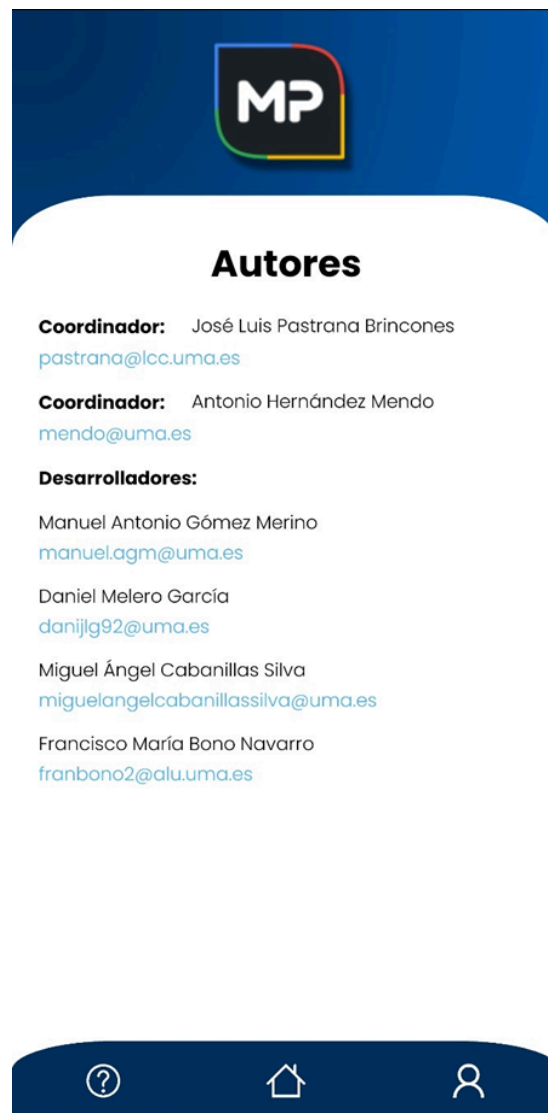 MP
Autores
Coordinador: José Luis Pastrana Brincones
pastrana@lcc.uma.es
Coordinador: Antonio Hernández Mendo
mendo@uma.es
Desarrolladores:
Manuel Antonio Gómez Merino
manuel.agm@uma.es
Daniel Melero García
danijlg92@uma.es
Miguel Ángel Cabanillas Silva
miguelangelcabanillassilva@uma.es
Francisco María Bono Navarro
franbono2@alu.uma.es
?